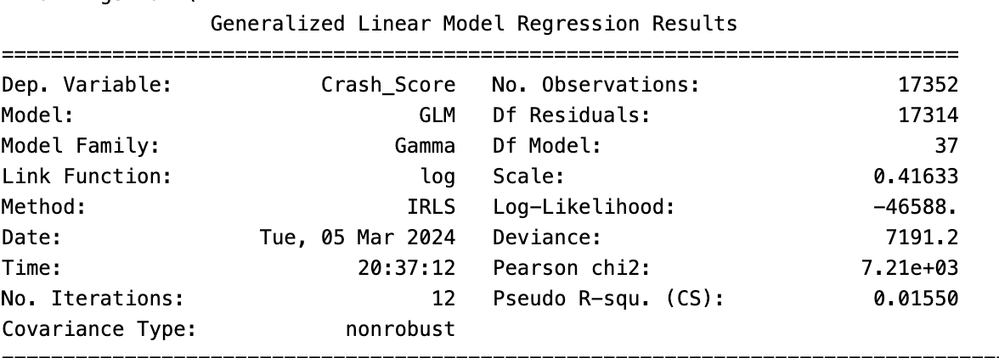 Generalized Linear Model Regression Results
==============================================================================
Dep. Variable: Crash_Score No. Observations: 17352
Model: GLM Df Residuals: 17314
Model Family: Gamma Df Model: 37
Link Function: log Scale: 0.41633
Method: IRLS Log-Likelihood: -46588.
Date: Tue, 05 Mar 2024 Deviance: 7191.2
Time: 20:37:12 Pearson chi2: 7.21e+03
No. Iterations: 12 Pseudo R-squ. (CS): 0.01550
Covariance Type: nonrobust